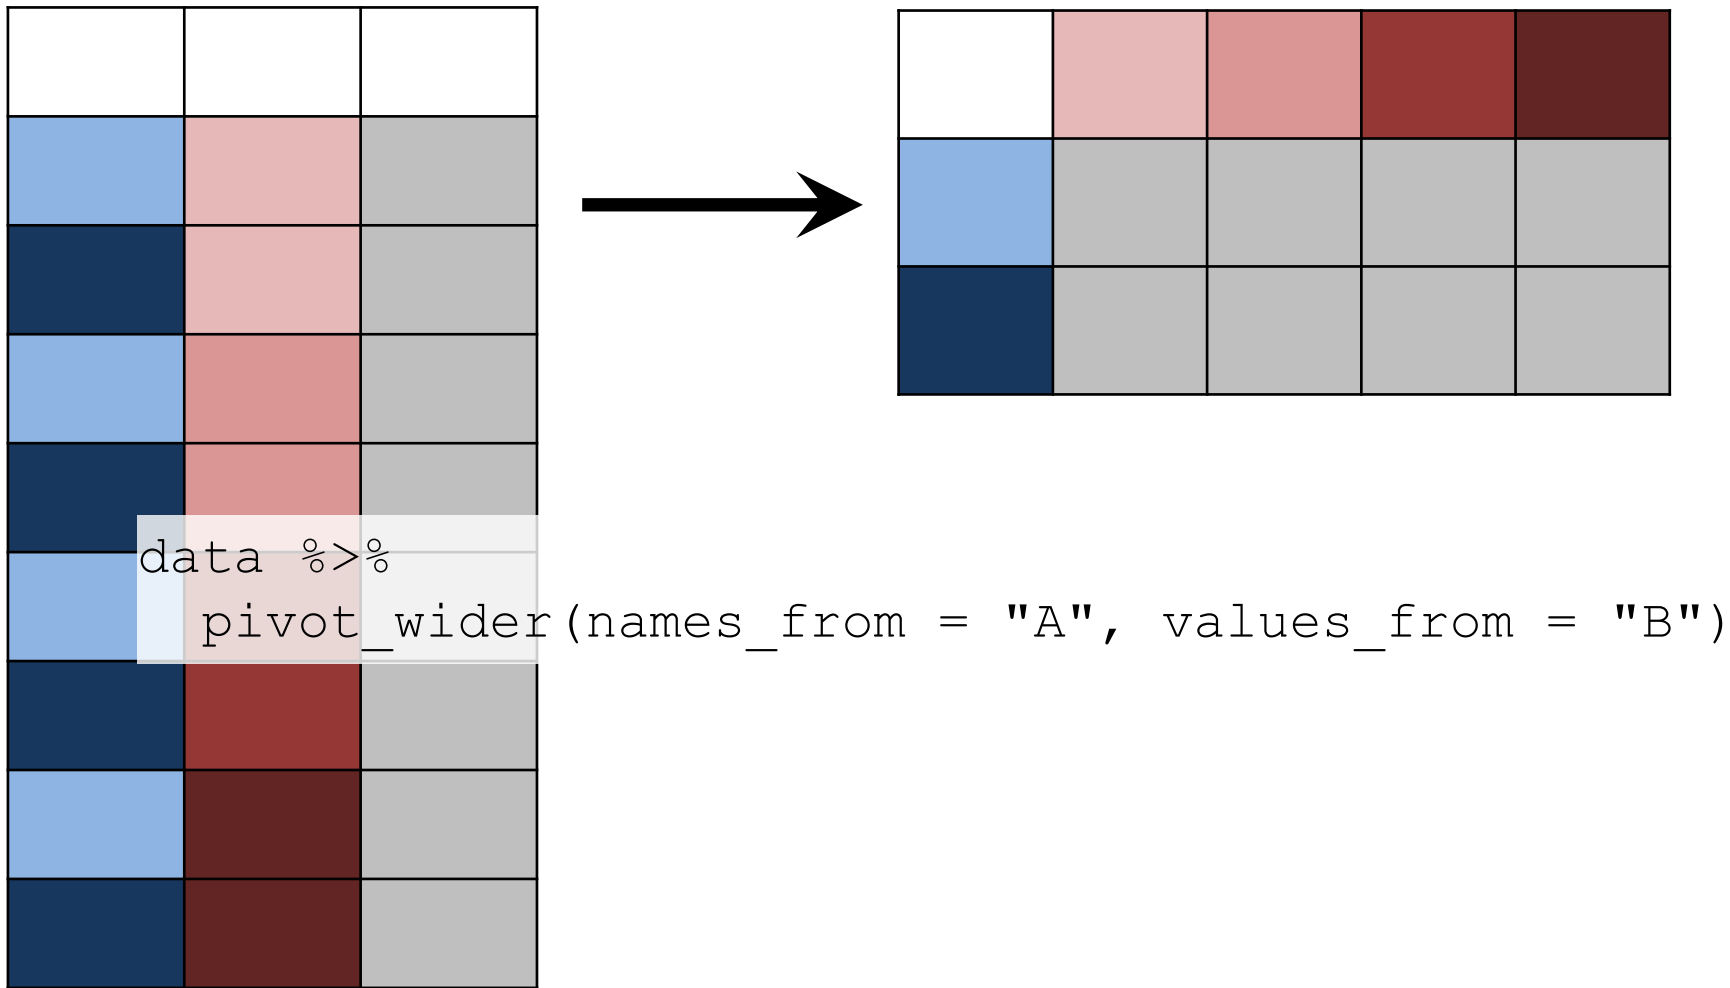 data %>%
  pivot_wider(names_from = "A", values_from = "B")